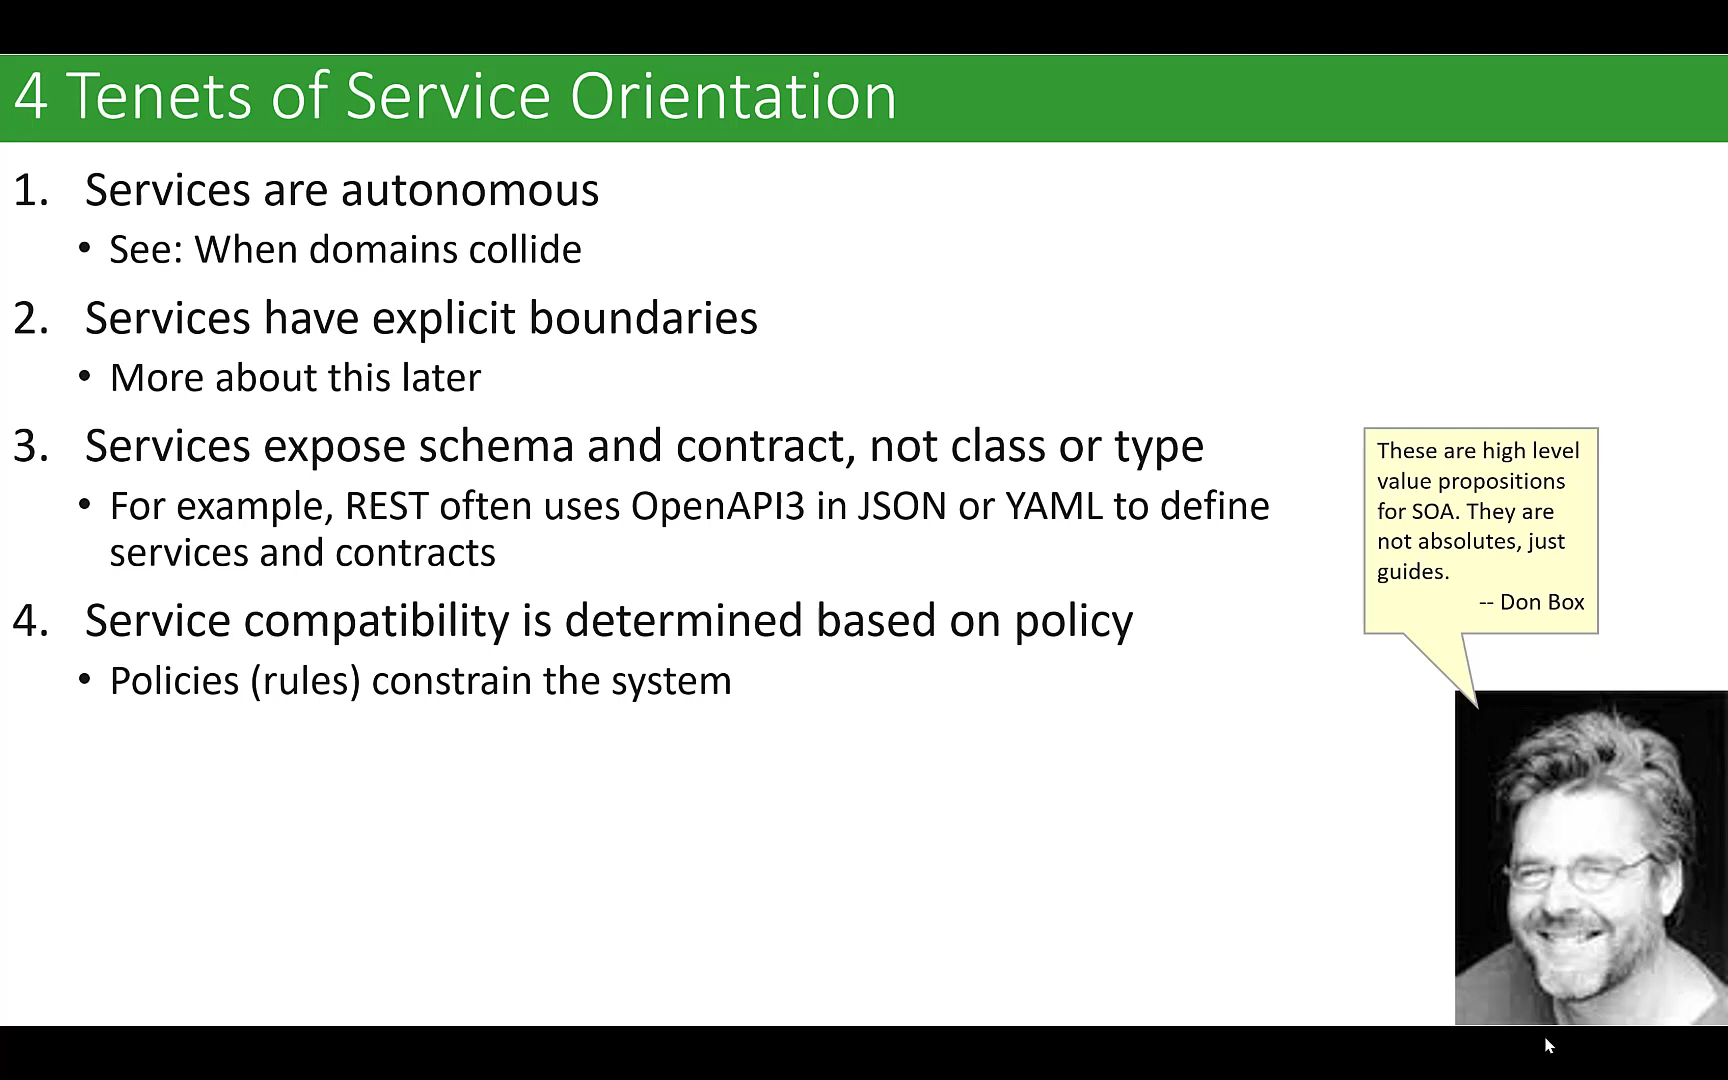 4 Tenets of Service Orientation
1. Services are autonomous
• See: When domains collide
2. Services have explicit boundaries
• More about this later
3. Services expose schema and contract, not class or type
• For example, REST often uses OpenAPI3 in JSON or YAML to define
services and contracts
4. Service compatibility is determined based on policy
• Policies (rules) constrain the system
These are high level
value propositions
for SOA. They are
not absolutes, just
guides.
-- Don Box